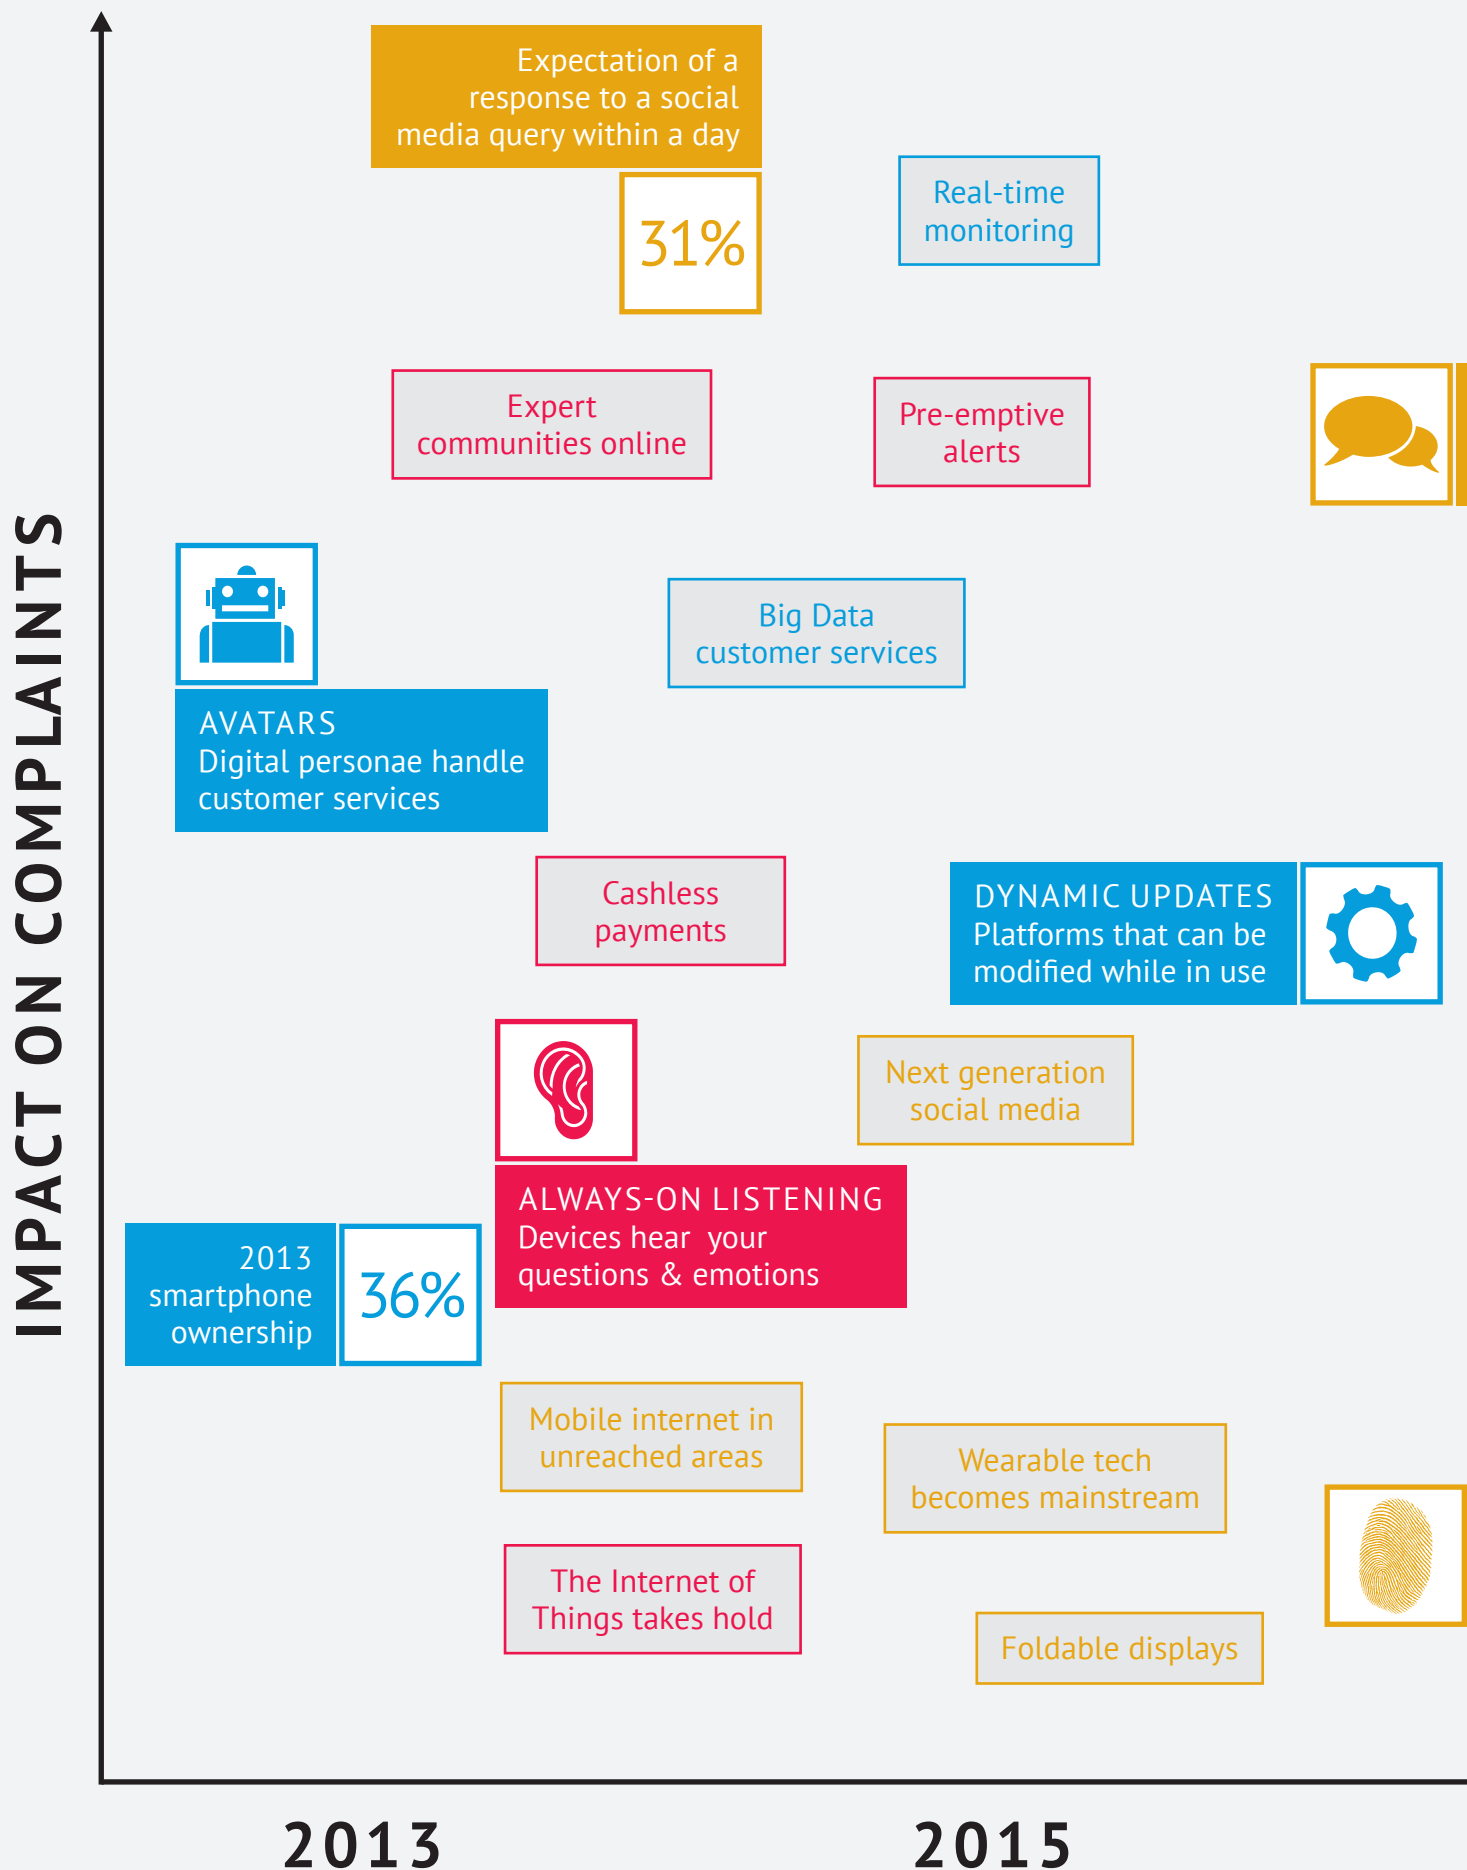 Expectation of a
response to a social
media query within a day
31%
Real-time
monitoring
Expert
communities online
Pre-emptive
alerts
Big Data
customer services
AVATARS
Digital personae handle
customer services
Cashless
payments
DYNAMIC UPDATES
Platforms that can be
modified while in use
Next generation
social media
ALWAYS-ON LISTENING
Devices hear your
questions & emotions
2013
smartphone
ownership
36%
Mobile internet in
unreached areas
Wearable tech
becomes mainstream
The Internet of
Things takes hold
Foldable displays
IMPACT ON COMPLAINTS
2013
2015